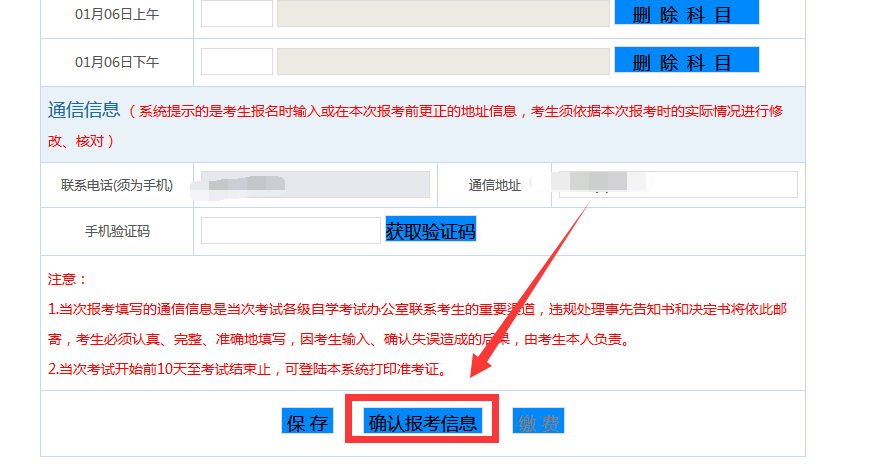 01月06日上午
删 除 科 目
01月06日下午
删 除 科 目
通信信息（系统提示的是考生报名时输入或在本次报考前更正的地址信息，考生须依据本次报考时的实际情况进行修
改、核对）
联系电话(须为手机)
通信地址
手机验证码
获取验证码
注意：
1.当次报考填写的通信信息是当次考试各级自学考试办公室联系考生的重要渠道，违规处理事先告知书和决定书将依此邮
寄，考生必须认真、完整、准确地填写，因考生输入、确认失误造成的后果，由考生本人负责。
2.当次考试开始前10天至考试结束止，可登陆本系统打印准考证。
保 存
确认报考信息
缴 费